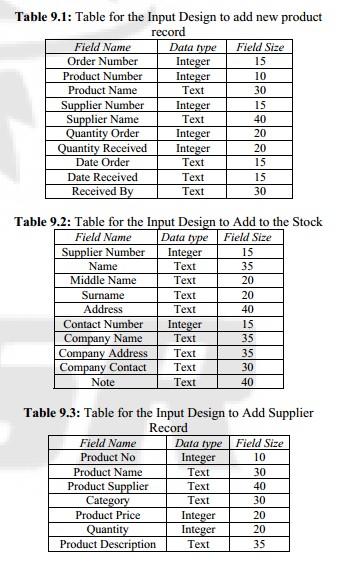 Table 9.1: Table for the Input Design to add new product
record
Field Name Data type Field Size
Order Number Integer 15
Product Number Integer 10
Product Name Text 30
Supplier Number Integer 15
Supplier Name Text 40
Quantity Order Integer 20
Quantity Received Integer 20
Date Order Text 15
Date Received Text 15
Received By Text 30
Table 9.2: Table for the Input Design to Add to the Stock
Field Name Data type Field Size
Supplier Number Integer 15
Name Text 35
Middle Name Text 20
Surname Text 20
Address Text 40
Contact Number Integer 15
Company Name Text 35
Company Address Text 35
Company Contact Text 30
Note Text 40
Table 9.3: Table for the Input Design to Add Supplier
Record
Field Name Data type Field Size
Product No Integer 10
Product Name Text 30
Product Supplier Text 40
Category Text 30
Product Price Integer 20
Quantity Integer 20
Product Description Text 35